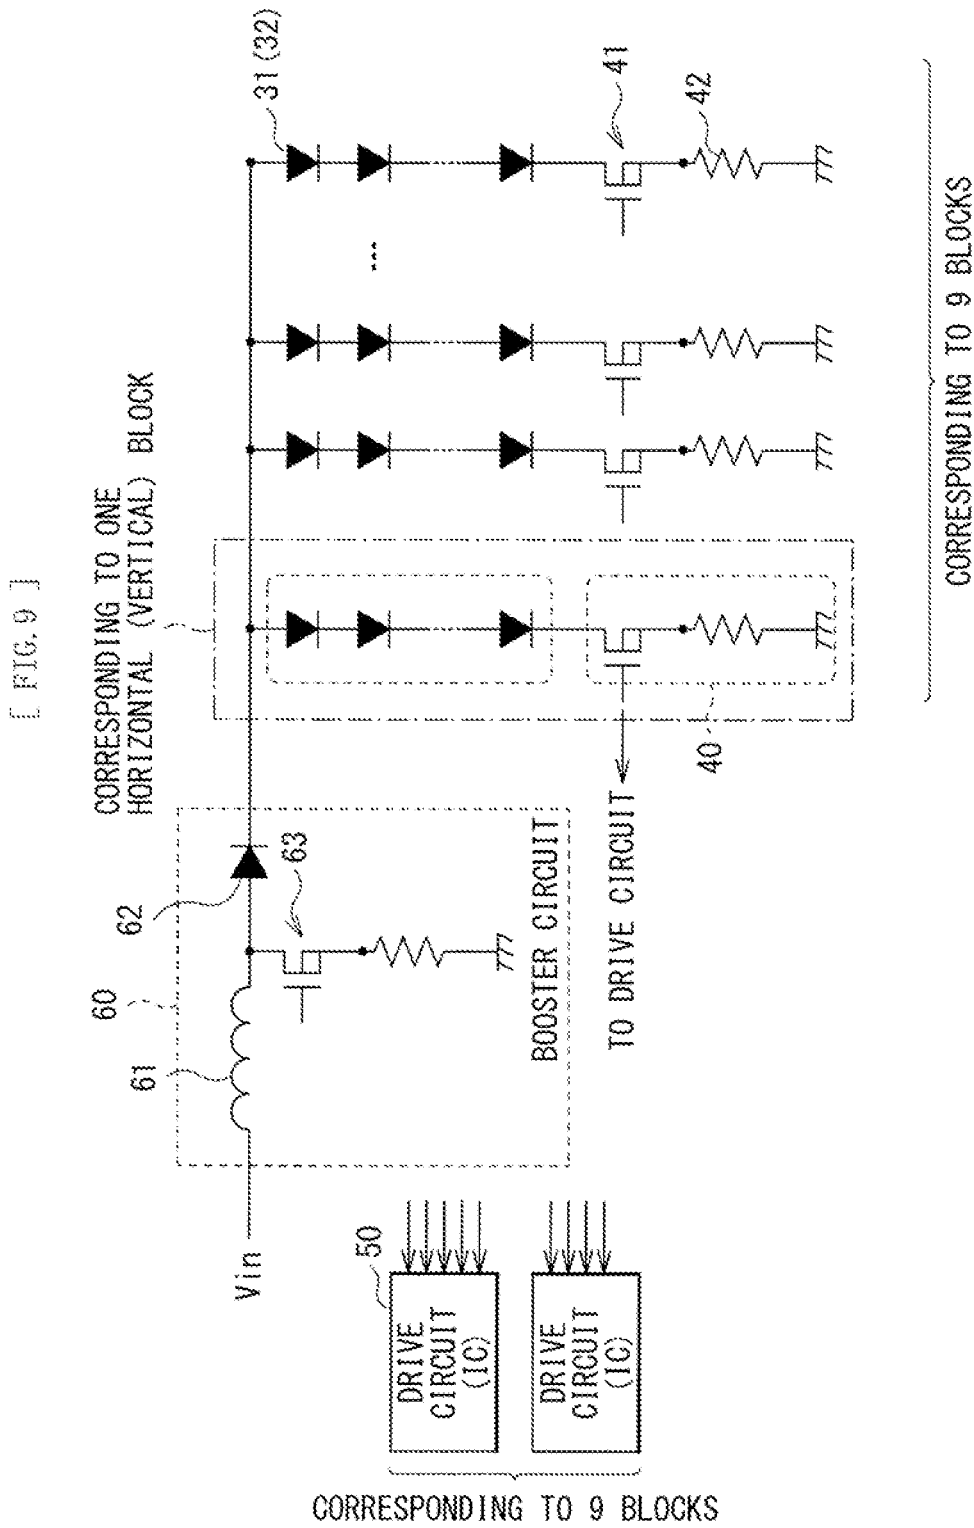 [ FIG. 9 ]
CORRESPONDING TO ONE
HORIZONTAL (VERTICAL) BLOCK
60
61
62
63
31 (32)
41
42
40
Vin
BOOSTER CIRCUIT
TO DRIVE CIRCUIT
...
50
DRIVE
CIRCUIT
(IC)
DRIVE
CIRCUIT
(IC)
CORRESPONDING TO 9 BLOCKS
CORRESPONDING TO 9 BLOCKS